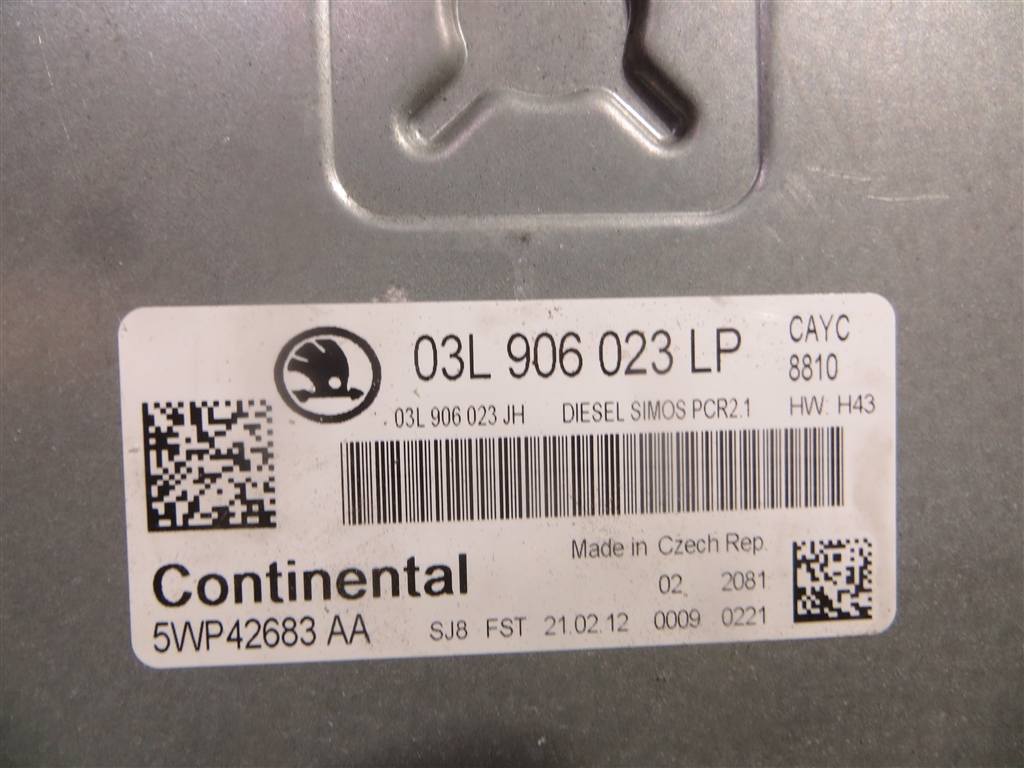 03L 906 023 LP
CAYC
8810
03L 906 023 JH DIESEL SIMOS PCR2.1 HW: H43
Made in Czech Rep.
Continental
02 2081
5WP42683 AA
SJ8 FST 21.02.12 0009 0221